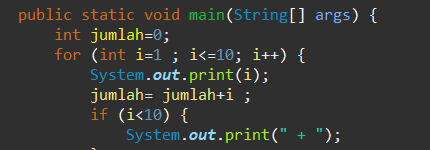 public static void main(String[] args) {
int jumlah=0;
for (int i=1 ; i<=10; i++) {
System.out.print(i);
jumlah= jumlah+i ;
if (i<10) {
System.out.print(" + ");
}